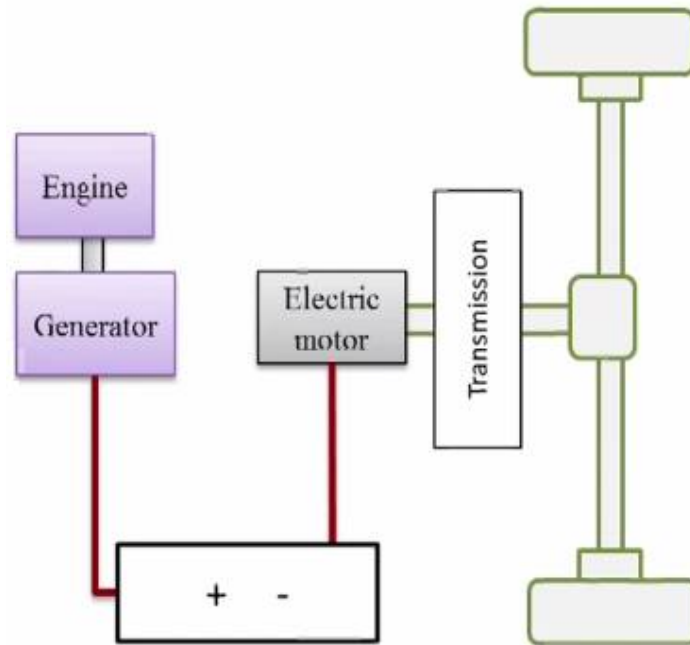 Engine
Generator
Electric
motor
Transmission
+ -